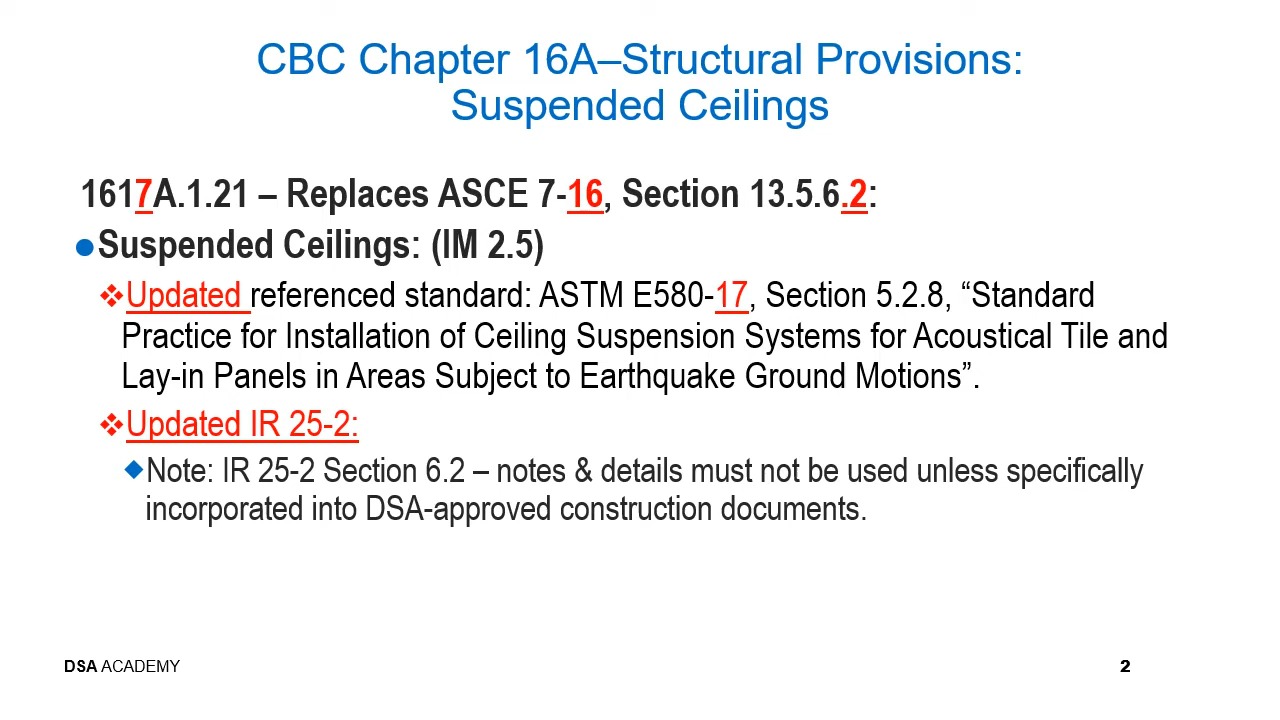 CBC Chapter 16A–Structural Provisions:
Suspended Ceilings
1617A.1.21 – Replaces ASCE 7-16, Section 13.5.6.2:
Suspended Ceilings: (IM 2.5)
Updated referenced standard: ASTM E580-17, Section 5.2.8, “Standard
Practice for Installation of Ceiling Suspension Systems for Acoustical Tile and
Lay-in Panels in Areas Subject to Earthquake Ground Motions”.
Updated IR 25-2:
Note: IR 25-2 Section 6.2 – notes & details must not be used unless specifically
incorporated into DSA-approved construction documents.
DSA ACADEMY
2